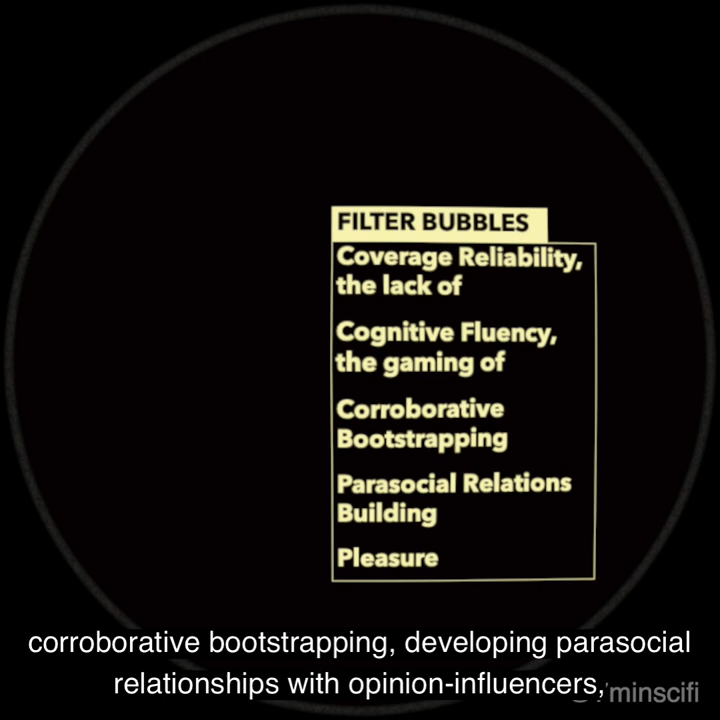 FILTER BUBBLES
Coverage Reliability,
the lack of
Cognitive Fluency,
the gaming of
Corroborative
Bootstrapping
Parasocial Relations
Building
Pleasure
corroborative bootstrapping, developing parasocial
relationships with opinion-influencers,